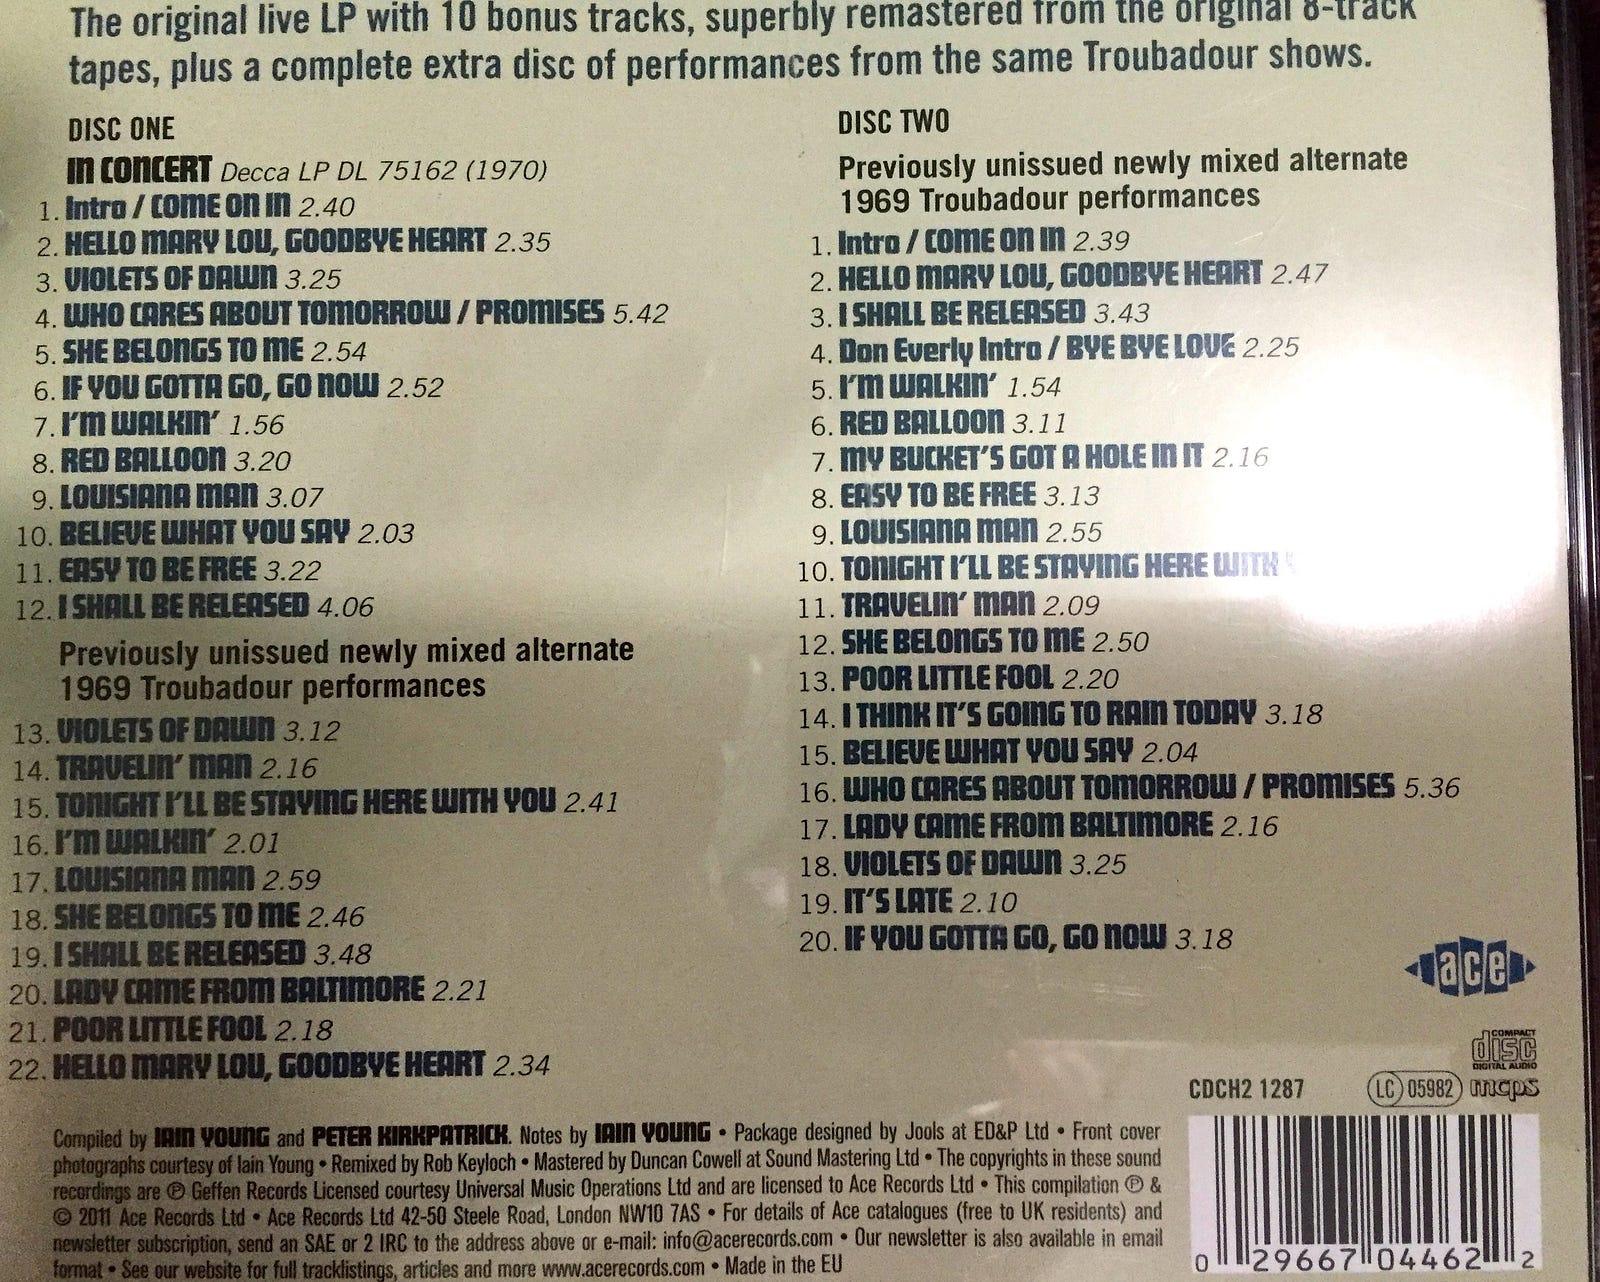 The original live LP with 10 bonus tracks, superbly remastered from the original 8-track
tapes, plus a complete extra disc of performances from the same Troubadour shows.
DISC ONE
IN CONCERT Decca LP DL 75162 (1970)
1. Intro / COME ON IN 2.40
2. HELLO MARY LOU, GOODBYE HEART 2.35
3. VIOLETS OF DAWN 3.25
4. WHO CARES ABOUT TOMORROW / PROMISES 5.42
5. SHE BELONGS TO ME 2.54
6. IF YOU GOTTA GO, GO NOW 2.52
7. I'M WALKIN' 1.56
8. RED BALLOON 3.20
9. LOUISIANA MAN 3.07
10. BELIEVE WHAT YOU SAY 2.03
11. EASY TO BE FREE 3.22
12. I SHALL BE RELEASED 4.06
Previously unissued newly mixed alternate
1969 Troubadour performances
13. VIOLETS OF DAWN 3.12
14. TRAVELIN' MAN 2.16
15. TONIGHT I'LL BE STAYING HERE WITH YOU 2.41
16. I'M WALKIN' 2.01
17. LOUISIANA MAN 2.59
18. SHE BELONGS TO ME 2.46
19. I SHALL BE RELEASED 3.48
20. LADY CAME FROM BALTIMORE 2.21
21. POOR LITTLE FOOL 2.18
22. HELLO MARY LOU, GOODBYE HEART 2.34
DISC TWO
Previously unissued newly mixed alternate
1969 Troubadour performances
1. Intro / COME ON IN 2.39
2. HELLO MARY LOU, GOODBYE HEART 2.47
3. I SHALL BE RELEASED 3.43
4. Don Everly Intro / BYE BYE LOVE 2.25
5. I'M WALKIN' 1.54
6. RED BALLOON 3.11
7. MY BUCKET'S GOT A HOLE IN IT 2.16
8. EASY TO BE FREE 3.13
9. LOUISIANA MAN 2.55
10. TONIGHT I'LL BE STAYING HERE WITH
11. TRAVELIN' MAN 2.09
12. SHE BELONGS TO ME 2.50
13. POOR LITTLE FOOL 2.20
14. I THINK IT'S GOING TO RAIN TODAY 3.18
15. BELIEVE WHAT YOU SAY 2.04
16. WHO CARES ABOUT TOMORROW / PROMISES 5.36
17. LADY CAME FROM BALTIMORE 2.16
18. VIOLETS OF DAWN 3.25
19. IT'S LATE 2.10
20. IF YOU GOTTA GO, GO NOW 3.18
ace
COMPACT
disc
DIGITAL AUDIO
CDCH2 1287 LC 05982 mcps
Compiled by IAIN YOUNG and PETER KIRKPATRICK. Notes by IAIN YOUNG • Package designed by Jools at ED&P Ltd • Front cover
photographs courtesy of Iain Young • Remixed by Rob Keyloch • Mastered by Duncan Cowell at Sound Mastering Ltd • The copyrights in these sound
recordings are ℗ Geffen Records Licensed courtesy Universal Music Operations Ltd and are licensed to Ace Records Ltd • This compilation ℗ &
© 2011 Ace Records Ltd • Ace Records Ltd 42-50 Steele Road, London NW10 7AS • For details of Ace catalogues (free to UK residents) and
newsletter subscription, send an SAE or 2 IRC to the address above or e-mail: info@acerecords.com • Our newsletter is also available in email
format • See our website for full tracklistings, articles and more www.acerecords.com • Made in the EU
0 29667 04462 2